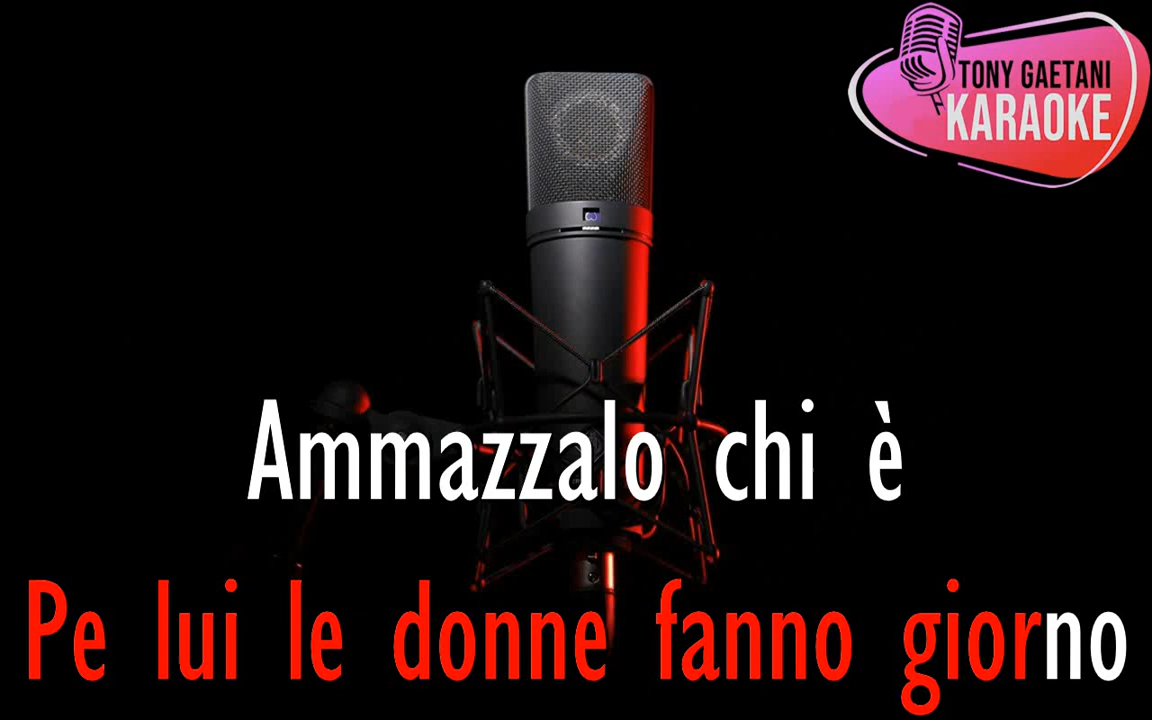 TONY GAETANI
KARAOKE
Ammazzalo chi è
Pe lui le donne fanno giorno